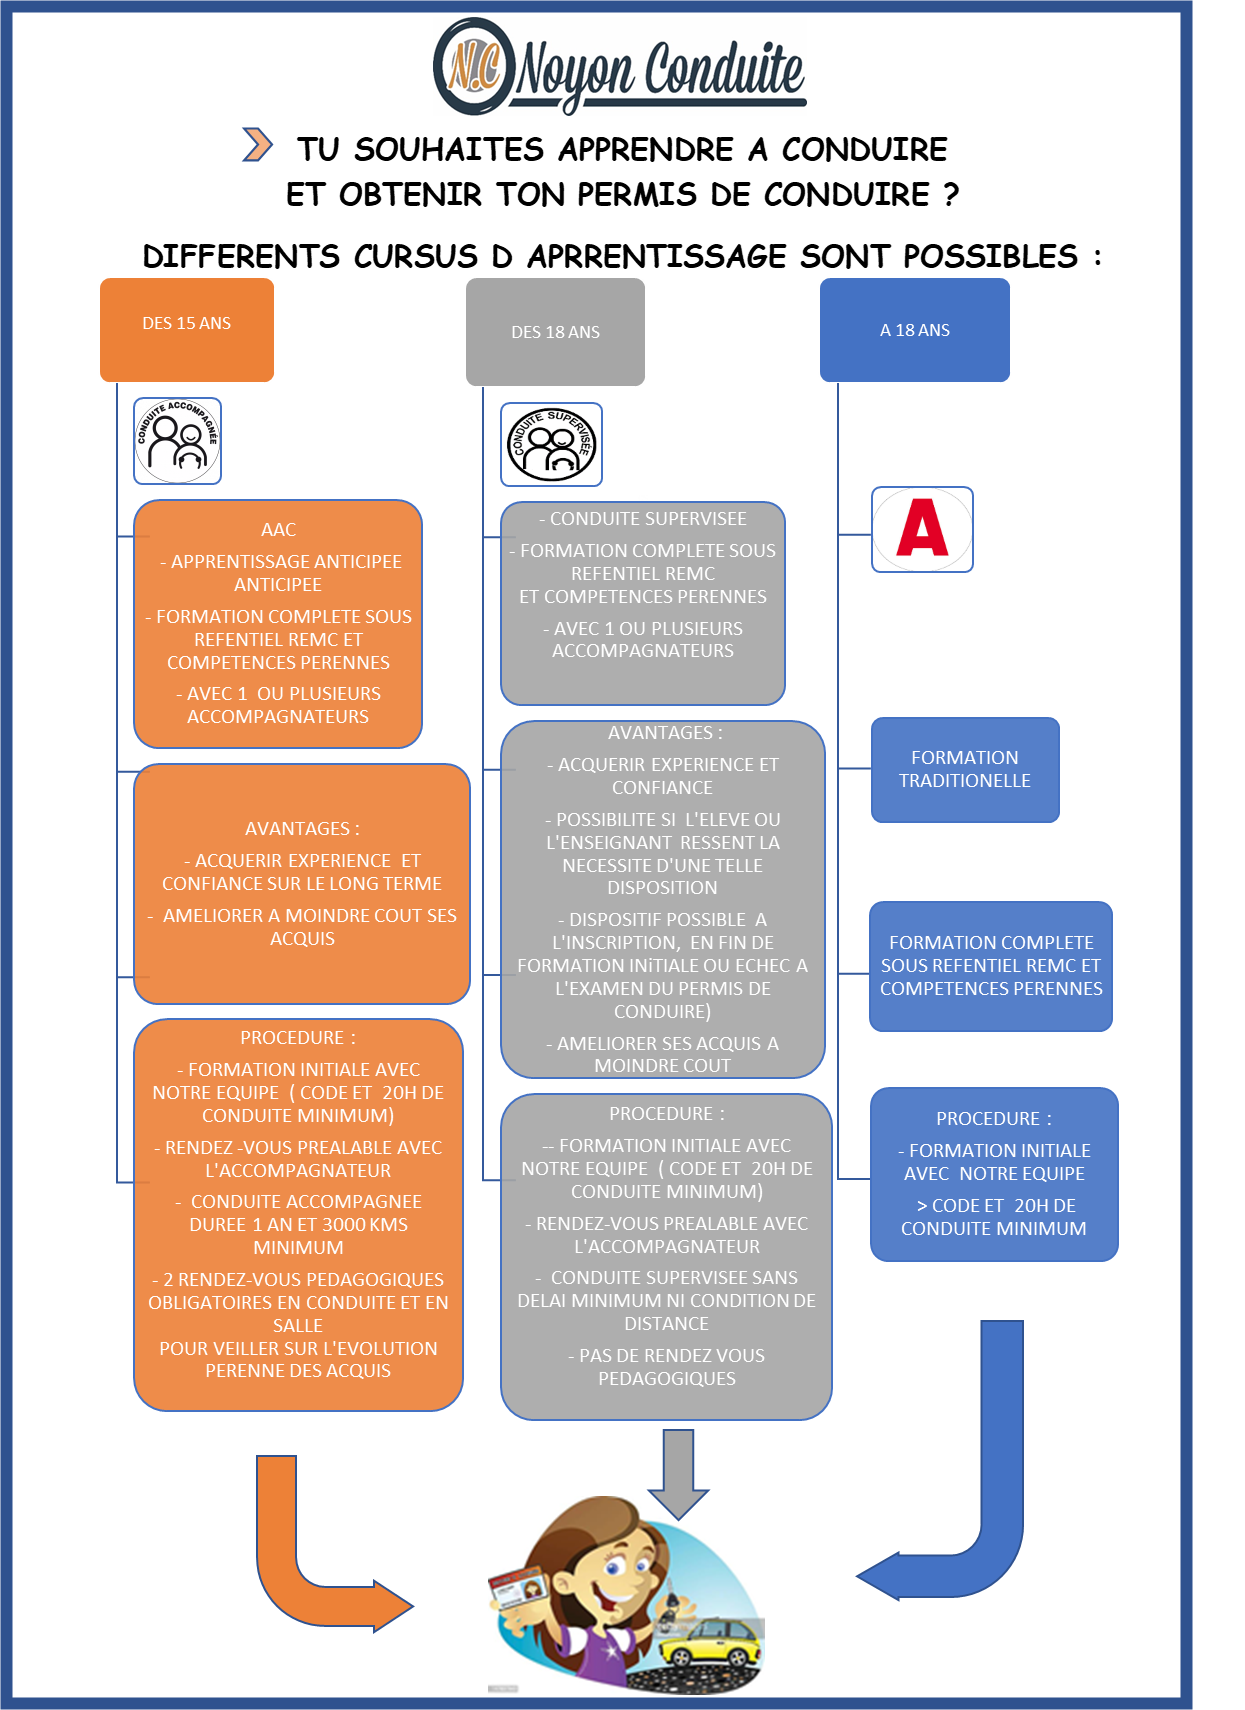 N.C Noyon Conduite
TU SOUHAITES APPRENDRE A CONDUIRE
ET OBTENIR TON PERMIS DE CONDUIRE ?
DIFFERENTS CURSUS D APRRENTISSAGE SONT POSSIBLES :
DES 15 ANS
CONDUITE ACCOMPAGNÉE
AAC
- APPRENTISSAGE ANTICIPEE
ANTICIPEE
- FORMATION COMPLETE SOUS
REFENTIEL REMC ET
COMPETENCES PERENNES
- AVEC 1 OU PLUSIEURS
ACCOMPAGNATEURS
AVANTAGES :
- ACQUERIR EXPERIENCE ET
CONFIANCE SUR LE LONG TERME
- AMELIORER A MOINDRE COUT SES
ACQUIS
PROCEDURE :
- FORMATION INITIALE AVEC
NOTRE EQUIPE ( CODE ET 20H DE
CONDUITE MINIMUM)
- RENDEZ -VOUS PREALABLE AVEC
L'ACCOMPAGNATEUR
- CONDUITE ACCOMPAGNEE
DUREE 1 AN ET 3000 KMS
MINIMUM
- 2 RENDEZ-VOUS PEDAGOGIQUES
OBLIGATOIRES EN CONDUITE ET EN
SALLE
POUR VEILLER SUR L'EVOLUTION
PERENNE DES ACQUIS
DES 18 ANS
CONDUITE SUPERVISÉE
- CONDUITE SUPERVISEE
- FORMATION COMPLETE SOUS
REFENTIEL REMC
ET COMPETENCES PERENNES
- AVEC 1 OU PLUSIEURS
ACCOMPAGNATEURS
AVANTAGES :
- ACQUERIR EXPERIENCE ET
CONFIANCE
- POSSIBILITE SI L'ELEVE OU
L'ENSEIGNANT RESSENT LA
NECESSITE D'UNE TELLE
DISPOSITION
- DISPOSITIF POSSIBLE A
L'INSCRIPTION, EN FIN DE
FORMATION INiTIALE OU ECHEC A
L'EXAMEN DU PERMIS DE
CONDUIRE)
- AMELIORER SES ACQUIS A
MOINDRE COUT
PROCEDURE :
-- FORMATION INITIALE AVEC
NOTRE EQUIPE ( CODE ET 20H DE
CONDUITE MINIMUM)
- RENDEZ-VOUS PREALABLE AVEC
L'ACCOMPAGNATEUR
- CONDUITE SUPERVISEE SANS
DELAI MINIMUM NI CONDITION DE
DISTANCE
- PAS DE RENDEZ VOUS
PEDAGOGIQUES
A 18 ANS
A
FORMATION
TRADITIONELLE
FORMATION COMPLETE
SOUS REFENTIEL REMC ET
COMPETENCES PERENNES
PROCEDURE :
- FORMATION INITIALE
AVEC NOTRE EQUIPE
> CODE ET 20H DE
CONDUITE MINIMUM